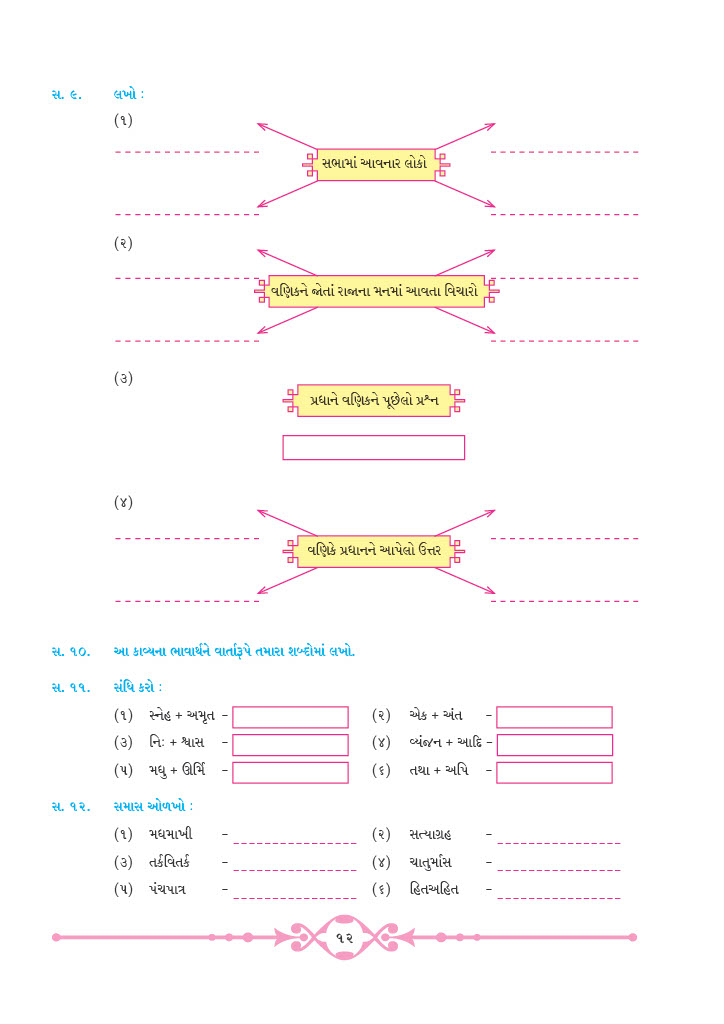 સ. ૯. લખો :
(૧)
સભામાં આવનાર લોકો
(૨)
વણિકને જોતાં રાજાના મનમાં આવતા વિચારો
(૩)
પ્રધાને વણિકને પૂછેલો પ્રશ્ન
(૪)
વણિકે પ્રધાનને આપેલો ઉત્તર
સ. ૧૦. આ કાવ્યના ભાવાર્થને વાર્તારૂપે તમારા શબ્દોમાં લખો.
સ. ૧૧. સંધિ કરો :
(૧) સ્નેહ + અમૃત – (૨) એક + અંત –
(૩) નિઃ + શ્વાસ – (૪) વ્યંજન + આદિ –
(૫) મધુ + ઊર્મિ – (૬) તથા + અપિ –
સ. ૧૨. સમાસ ઓળખો :
(૧) મધમાખી – (૨) સત્યાગ્રહ –
(૩) તર્કવિતર્ક – (૪) ચાતુર્માસ –
(૫) પંચપાત્ર – (૬) હિતઅહિત –
૧૨